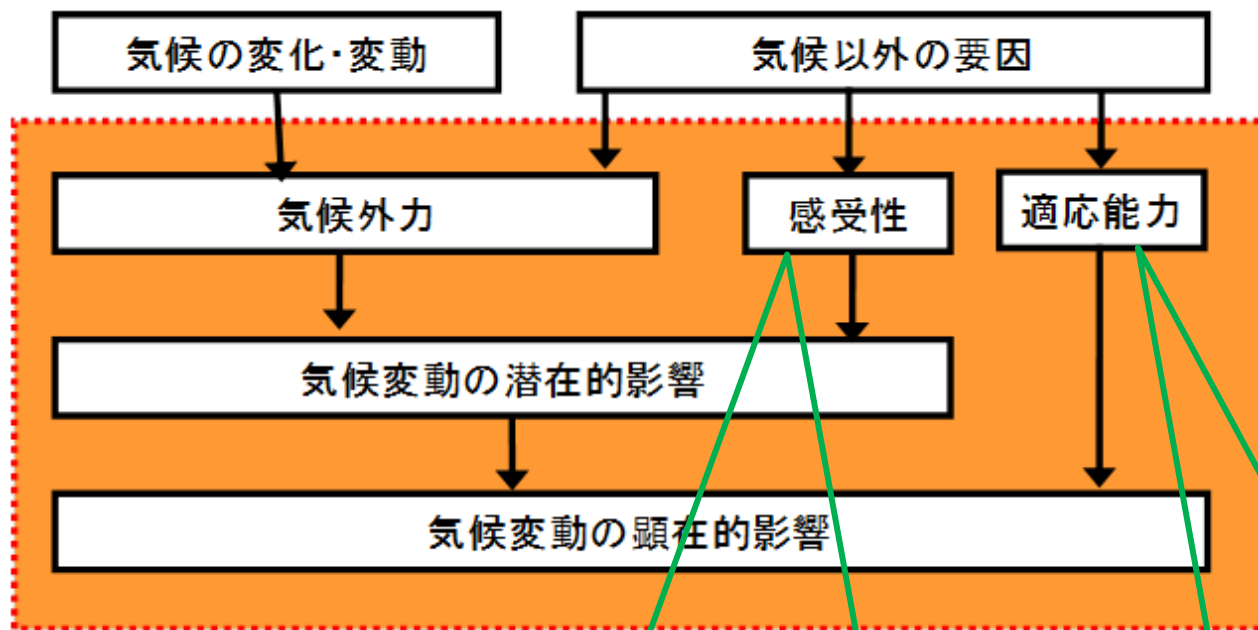 気候の変化・変動
気候以外の要因
気候外力
感受性
適応能力
気候変動の潜在的影響
気候変動の顕在的影響